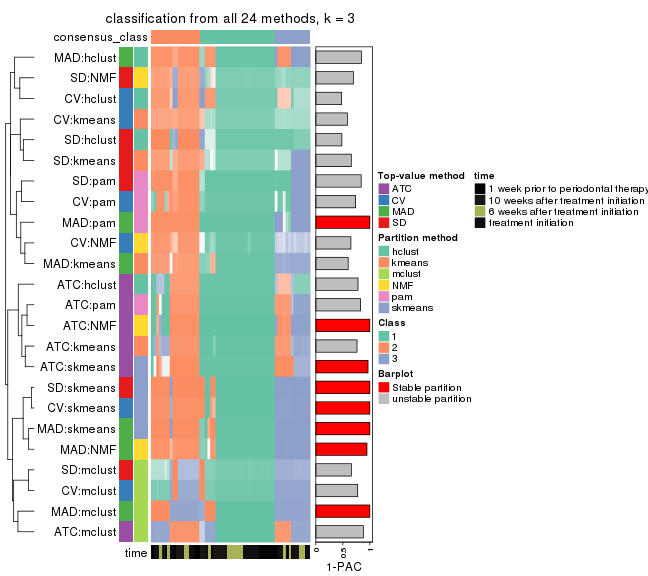 classification from all 24 methods, k = 3
consensus_class
MAD:hclust
SD:NMF
CV:hclust
CV:kmeans
SD:hclust
SD:kmeans
SD:pam
CV:pam
MAD:pam
CV:NMF
MAD:kmeans
ATC:hclust
ATC:pam
ATC:NMF
ATC:kmeans
ATC:skmeans
SD:skmeans
CV:skmeans
MAD:skmeans
MAD:NMF
SD:mclust
CV:mclust
MAD:mclust
ATC:mclust
time
0
0.5
1
1-PAC
Top-value method
ATC
CV
MAD
SD
Partition method
hclust
kmeans
mclust
NMF
pam
skmeans
Class
1
2
3
Barplot
Stable partition
unstable partition
time
1 week prior to periodontal therapy
10 weeks after treatment initiation
6 weeks after treatment initiation
treatment initiation